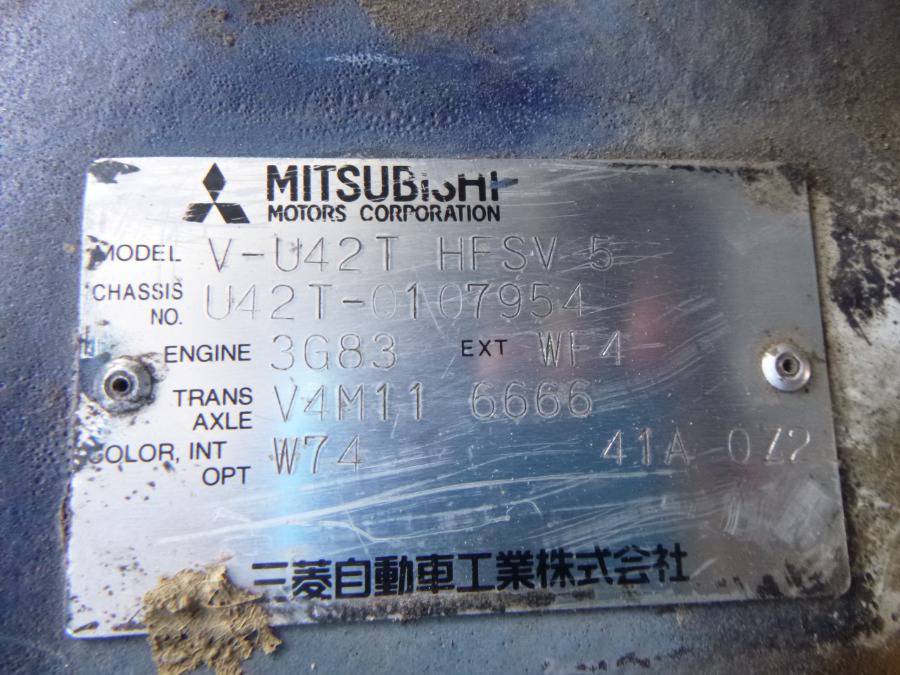 MITSUBISHI
MOTORS CORPORATION
MODEL V-U42T HFSV 5
CHASSIS NO. U42T-0107954
ENGINE 3G83 EXT WF4
TRANS AXLE V4M11 6666
COLOR, INT OPT W74 41A 0Z2
三菱自動車工業株式会社